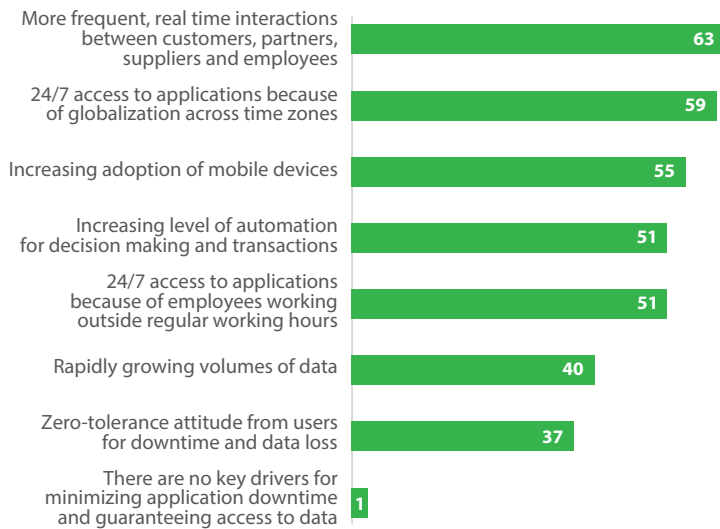 More frequent, real time interactions
between customers, partners,
suppliers and employees
63
24/7 access to applications because
of globalization across time zones
59
Increasing adoption of mobile devices
55
Increasing level of automation
for decision making and transactions
51
24/7 access to applications
because of employees working
outside regular working hours
51
Rapidly growing volumes of data
40
Zero-tolerance attitude from users
for downtime and data loss
37
There are no key drivers for
minimizing application downtime
and guaranteeing access to data
1